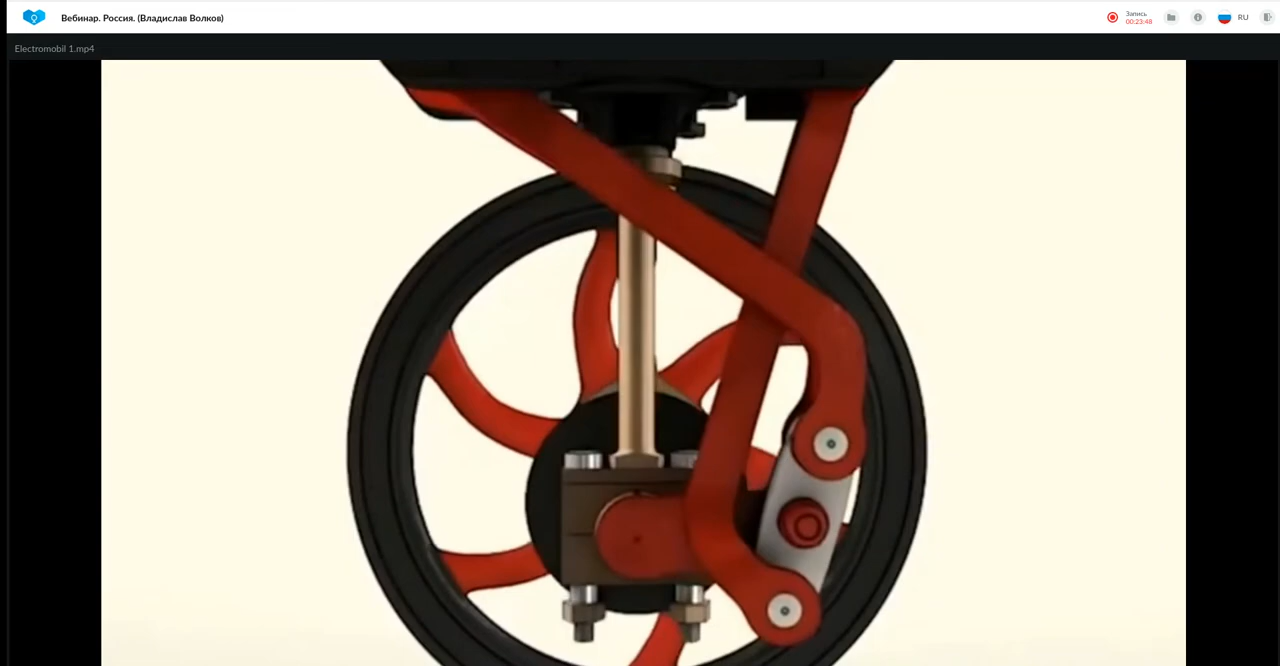 Вебинар. Россия. (Владислав Волков)
Запись
00:23:48
RU
Electromobil 1.mp4